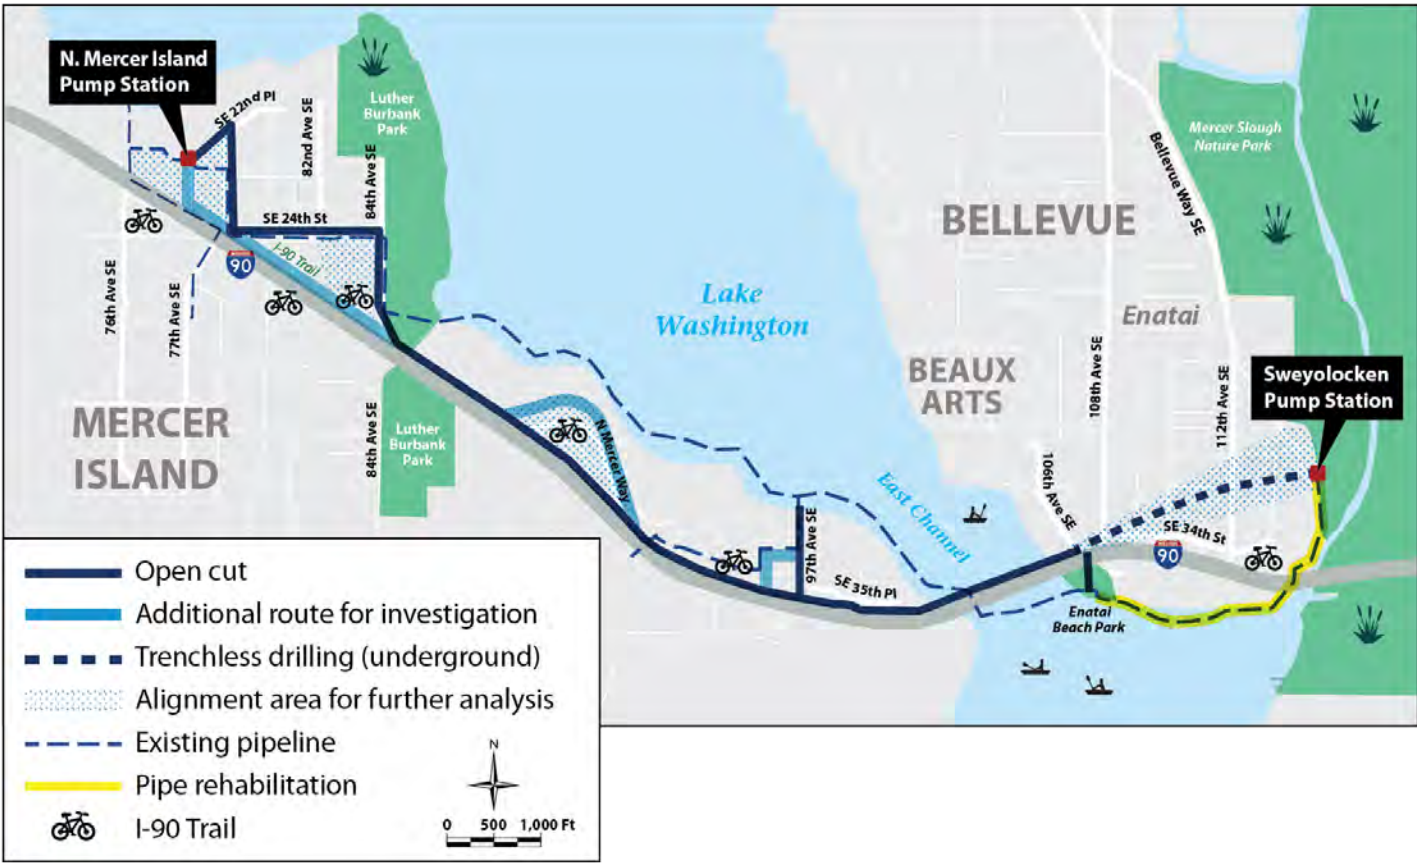 N. Mercer Island
Pump Station
SE 22nd Pl
82nd Ave SE
84th Ave SE
Luther
Burbank
Park
SE 24th St
I-90 Trail
90
76th Ave SE
77th Ave SE
MERCER
ISLAND
84th Ave SE
Luther
Burbank
Park
N Mercer Way
Lake
Washington
97th Ave SE
SE 35th Pl
East Channel
BELLEVUE
Enatai
BEAUX
ARTS
Bellevue Way SE
Mercer Slough
Nature Park
106th Ave SE
108th Ave SE
112th Ave SE
Sweyolocken
Pump Station
SE 34th St
90
Enatai
Beach Park
Open cut
Additional route for investigation
Trenchless drilling (underground)
Alignment area for further analysis
Existing pipeline
Pipe rehabilitation
I-90 Trail
N
0 500 1,000 Ft